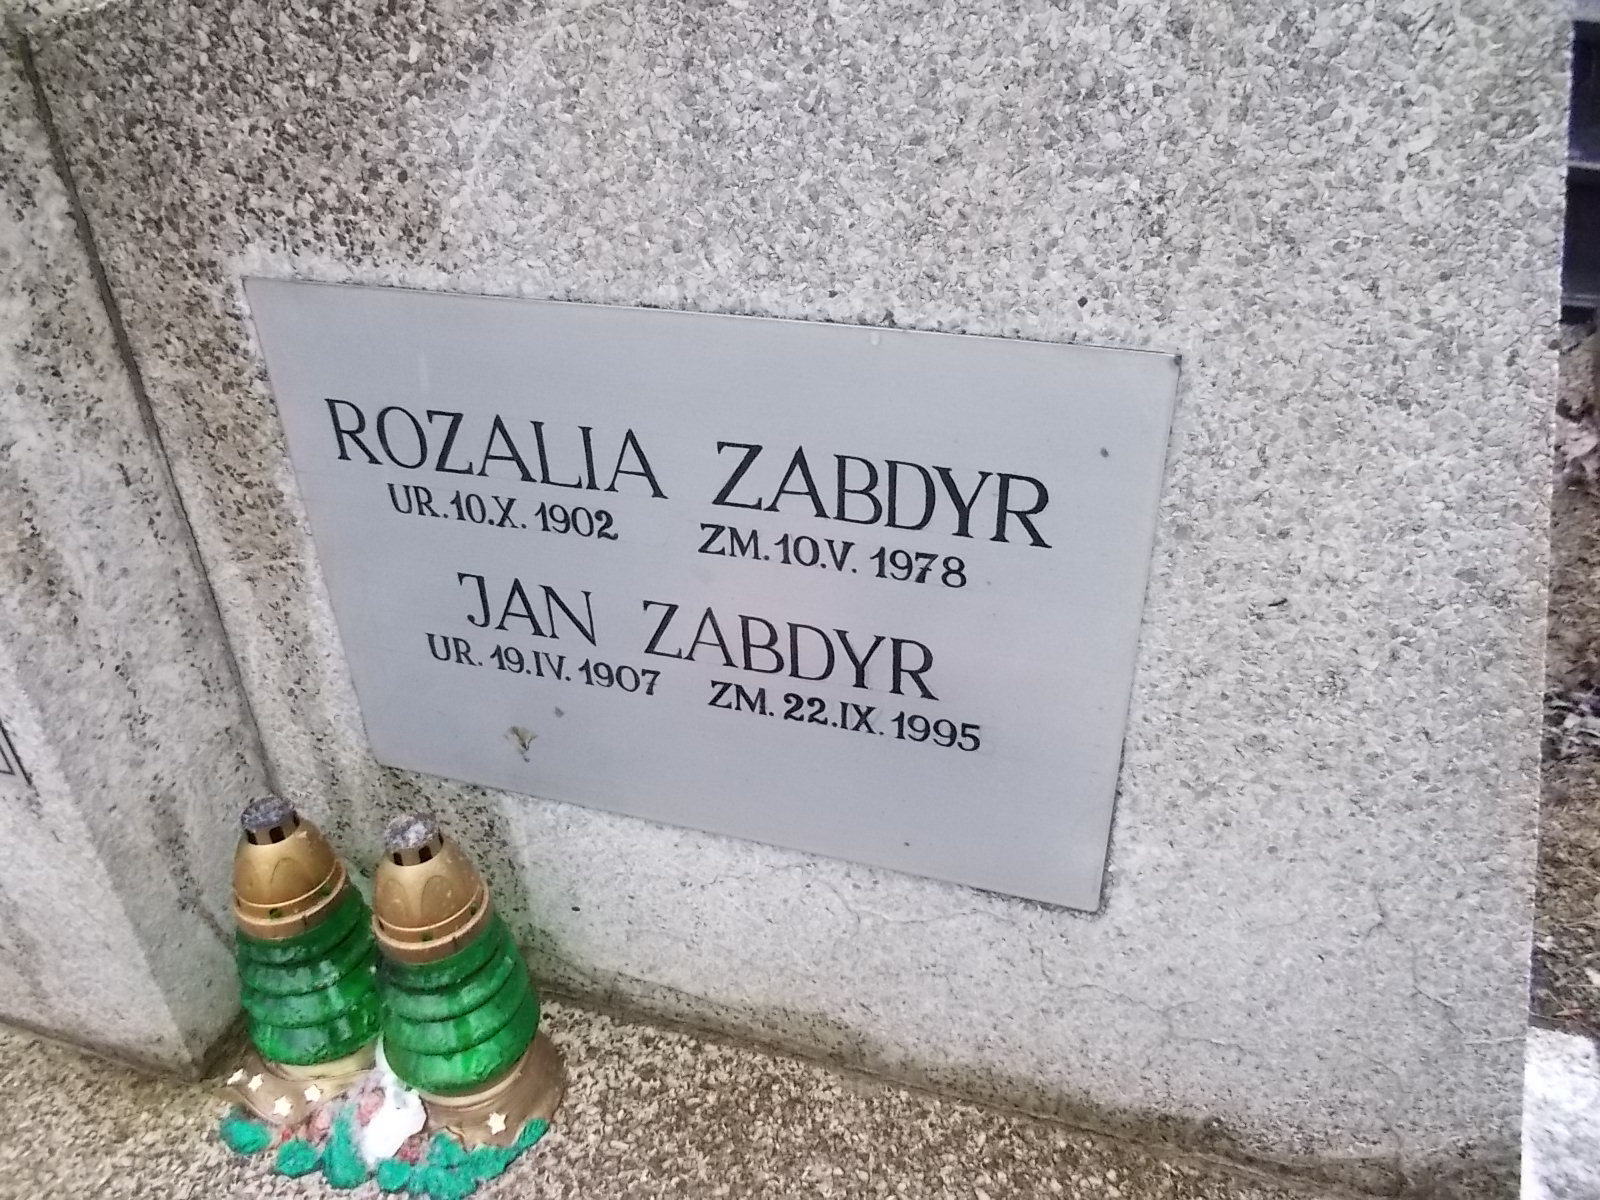 ROZALIA ZABDYR
UR. 10.X. 1902 ZM. 10.V. 1978
JAN ZABDYR
UR. 19.IV. 1907 ZM. 22.IX. 1995